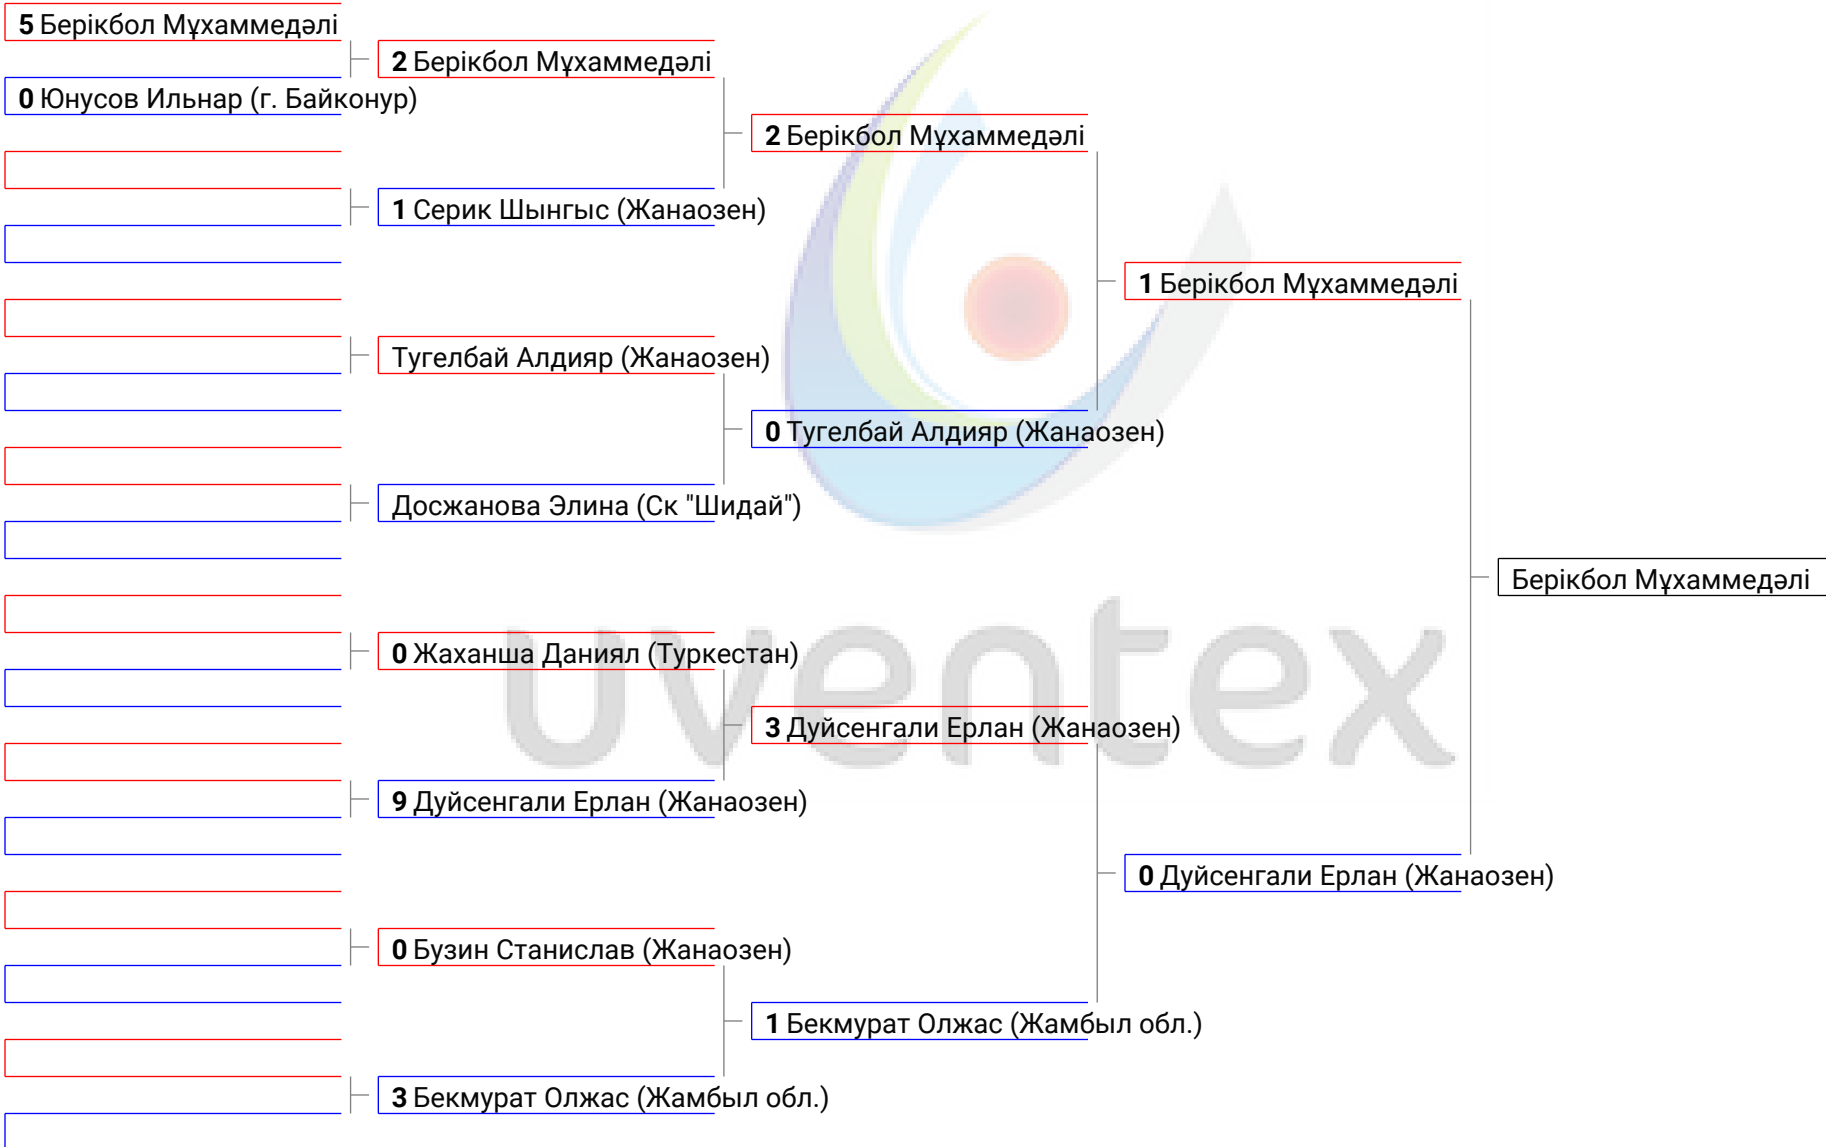 5 Берікбол Мұхаммедәлі
2 Берікбол Мұхаммедәлі
0 Юнусов Ильнар (г. Байконур)
2 Берікбол Мұхаммедәлі
1 Серик Шынгыс (Жанаозен)
1 Берікбол Мұхаммедәлі
Тугелбай Алдияр (Жанаозен)
0 Тугелбай Алдияр (Жанаозен)
Досжанова Элина (Ск "Шидай")
Берікбол Мұхаммедәлі
uventex
0 Жаханша Даниял (Туркестан)
3 Дуйсенгали Ерлан (Жанаозен)
9 Дуйсенгали Ерлан (Жанаозен)
0 Дуйсенгали Ерлан (Жанаозен)
0 Бузин Станислав (Жанаозен)
1 Бекмурат Олжас (Жамбыл обл.)
3 Бекмурат Олжас (Жамбыл обл.)